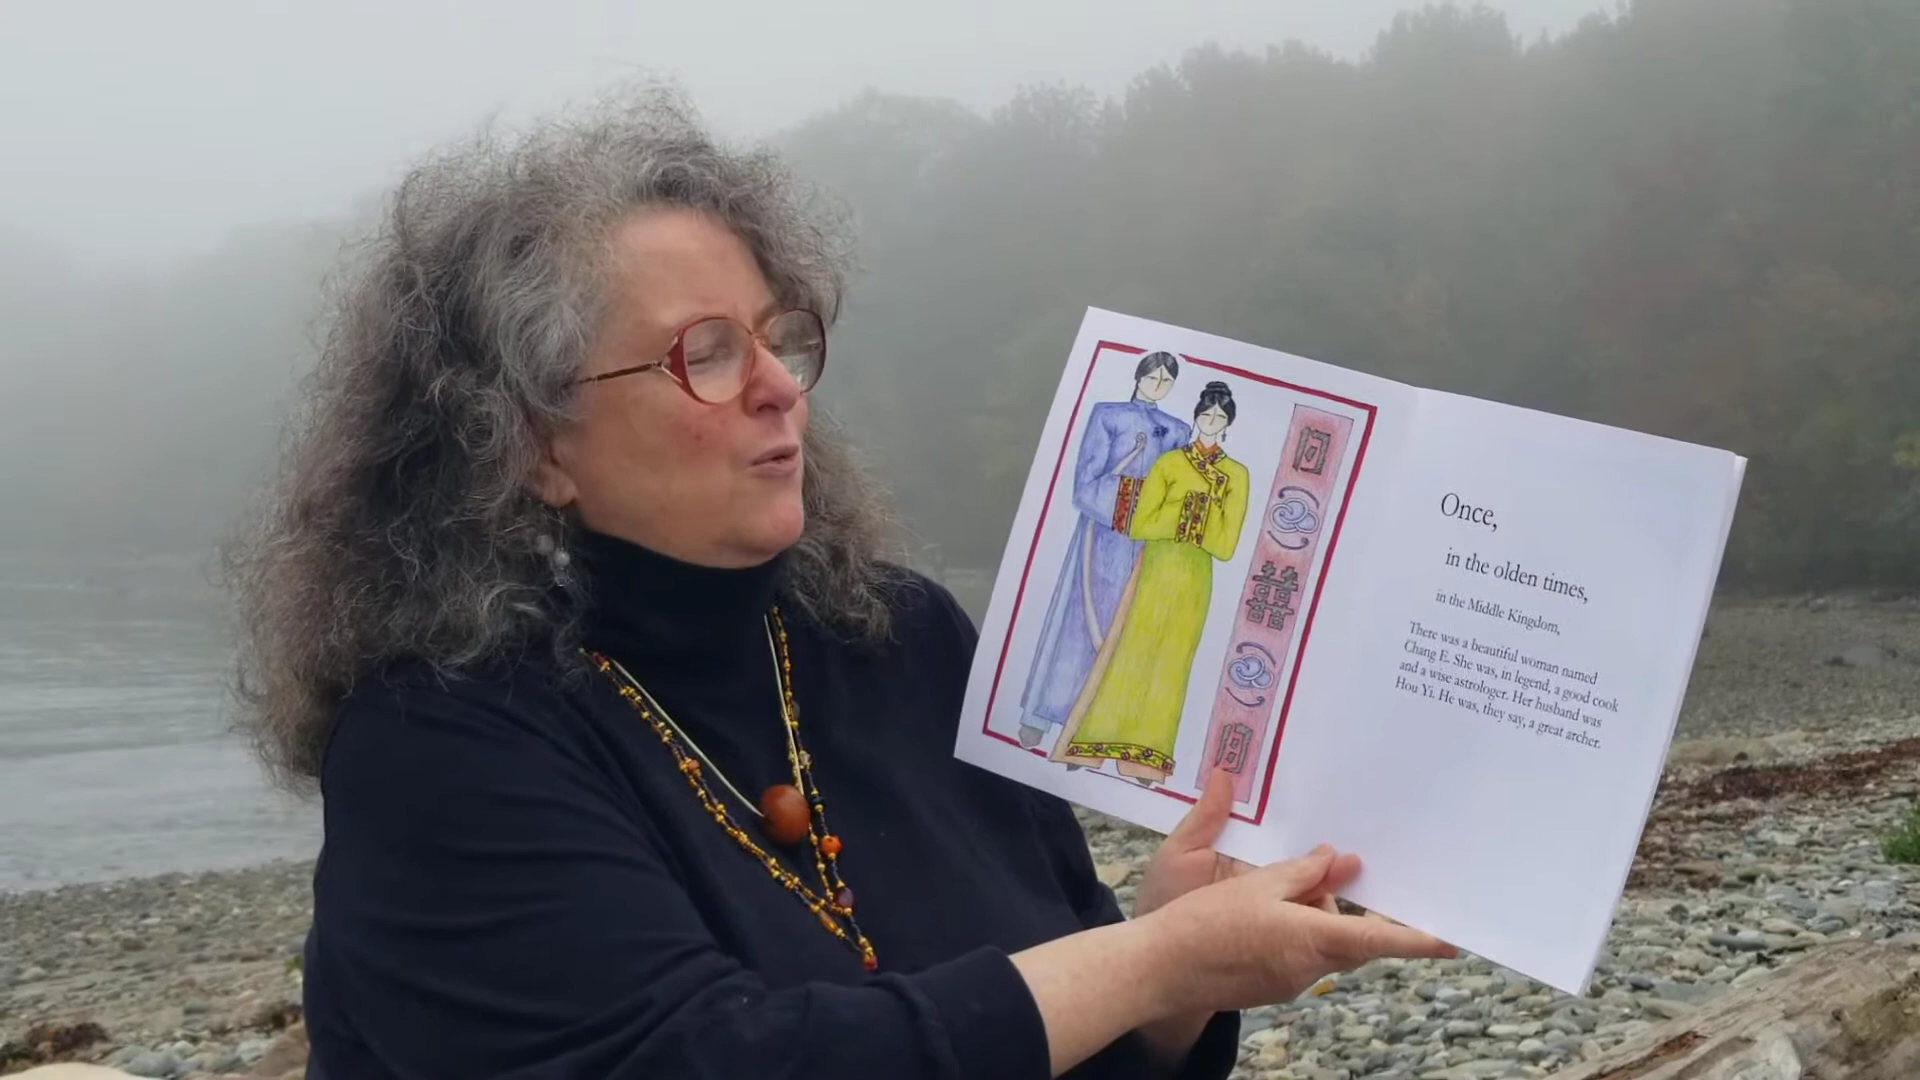 囍
Once,
in the olden times,
in the Middle Kingdom,
There was a beautiful woman named
Chang E. She was, in legend, a good cook
and a wise astrologer. Her husband was
Hou Yi. He was, they say, a great archer.